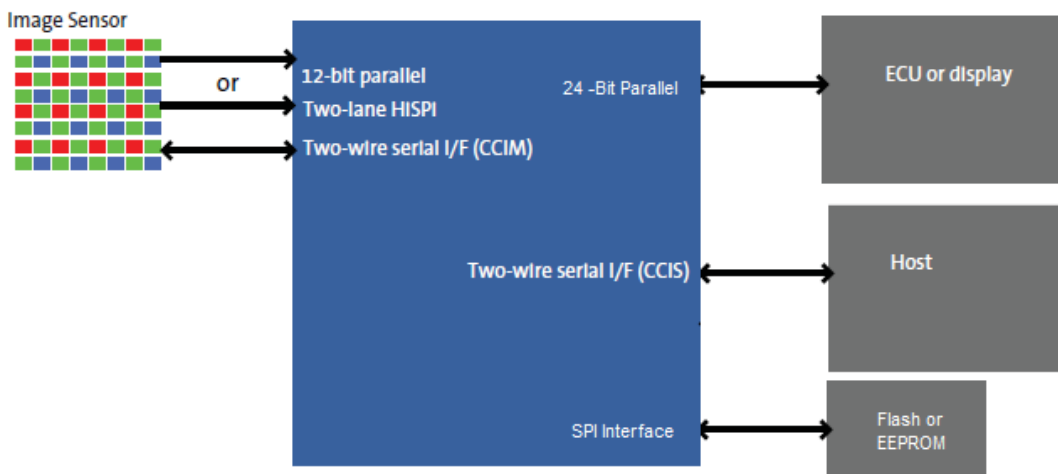 Image Sensor
or
12-bit parallel
Two-lane HISPI
Two-wire serial I/F (CCIM)
24 -Bit Parallel
ECU or display
Two-wire serial I/F (CCIS)
Host
SPI Interface
Flash or
EEPROM